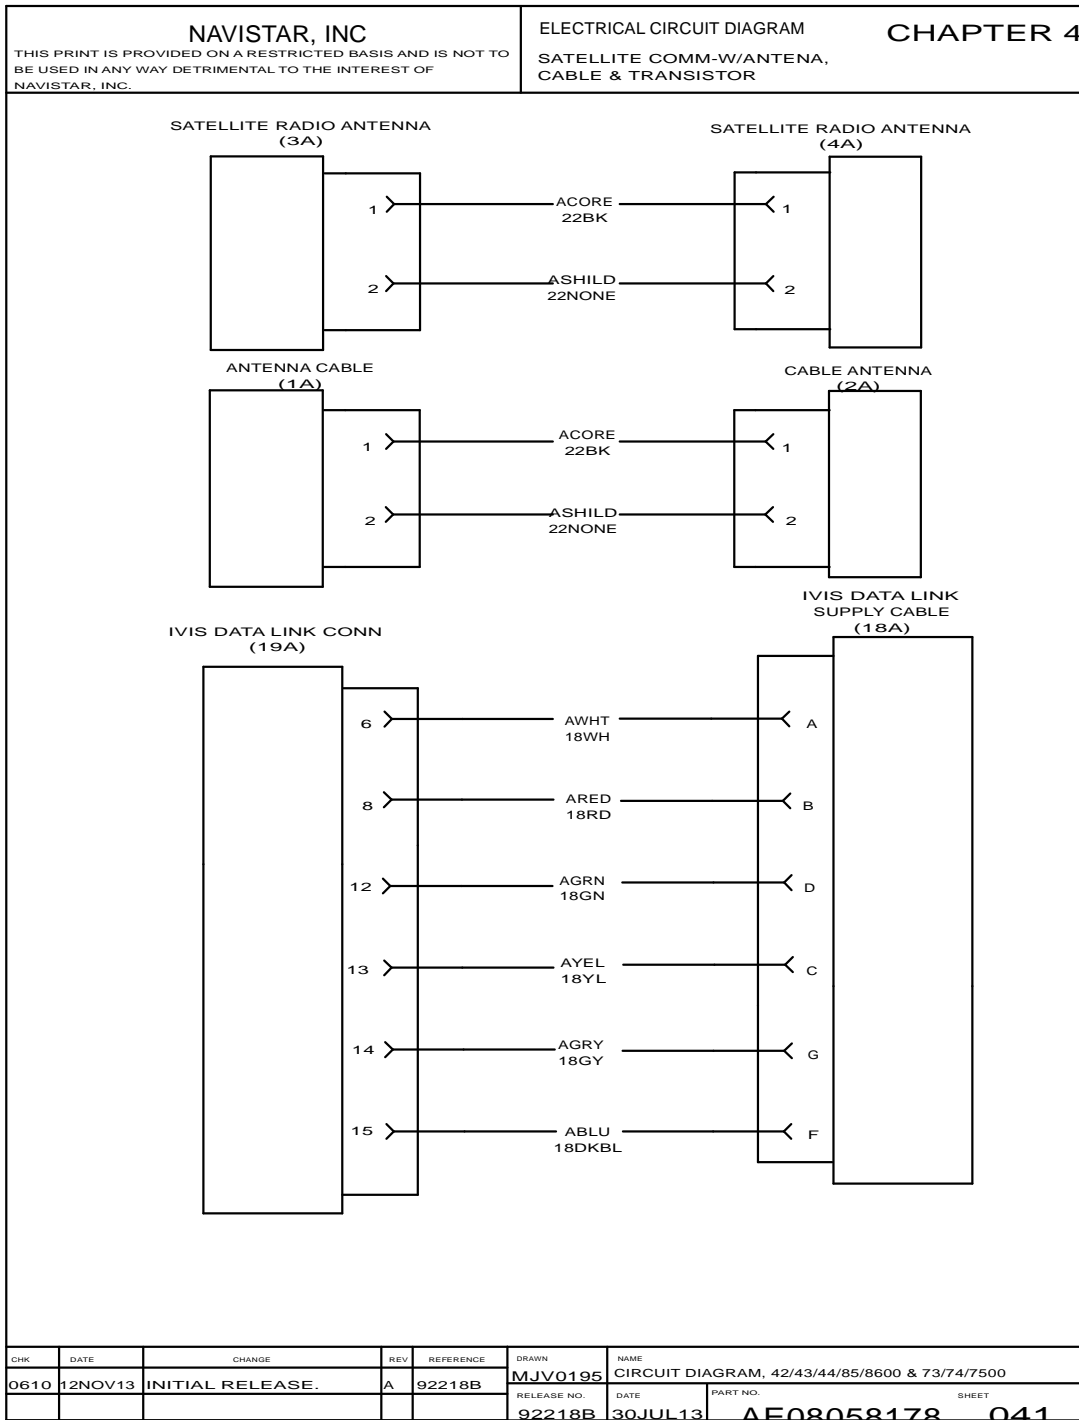 NAVISTAR, INC
THIS PRINT IS PROVIDED ON A RESTRICTED BASIS AND IS NOT TO
BE USED IN ANY WAY DETRIMENTAL TO THE INTEREST OF
NAVISTAR, INC.
ELECTRICAL CIRCUIT DIAGRAM
CHAPTER 4
SATELLITE COMM-W/ANTENA,
CABLE & TRANSISTOR
SATELLITE RADIO ANTENNA
(3A)
SATELLITE RADIO ANTENNA
(4A)
1
ACORE
22BK
1
2
ASHILD
22NONE
2
ANTENNA CABLE
(1A)
CABLE ANTENNA
(2A)
1
ACORE
22BK
1
2
ASHILD
22NONE
2
IVIS DATA LINK CONN
(19A)
IVIS DATA LINK
SUPPLY CABLE
(18A)
6
AWHT
18WH
A
8
ARED
18RD
B
12
AGRN
18GN
D
13
AYEL
18YL
C
14
AGRY
18GY
G
15
ABLU
18DKBL
F
CHK DATE CHANGE REV REFERENCE
0610 12NOV13 INITIAL RELEASE. A 92218B
DRAWN
MJV0195
NAME
CIRCUIT DIAGRAM, 42/43/44/85/8600 & 73/74/7500
RELEASE NO.
92218B
DATE
30JUL13
PART NO.
AE08058178
SHEET
041